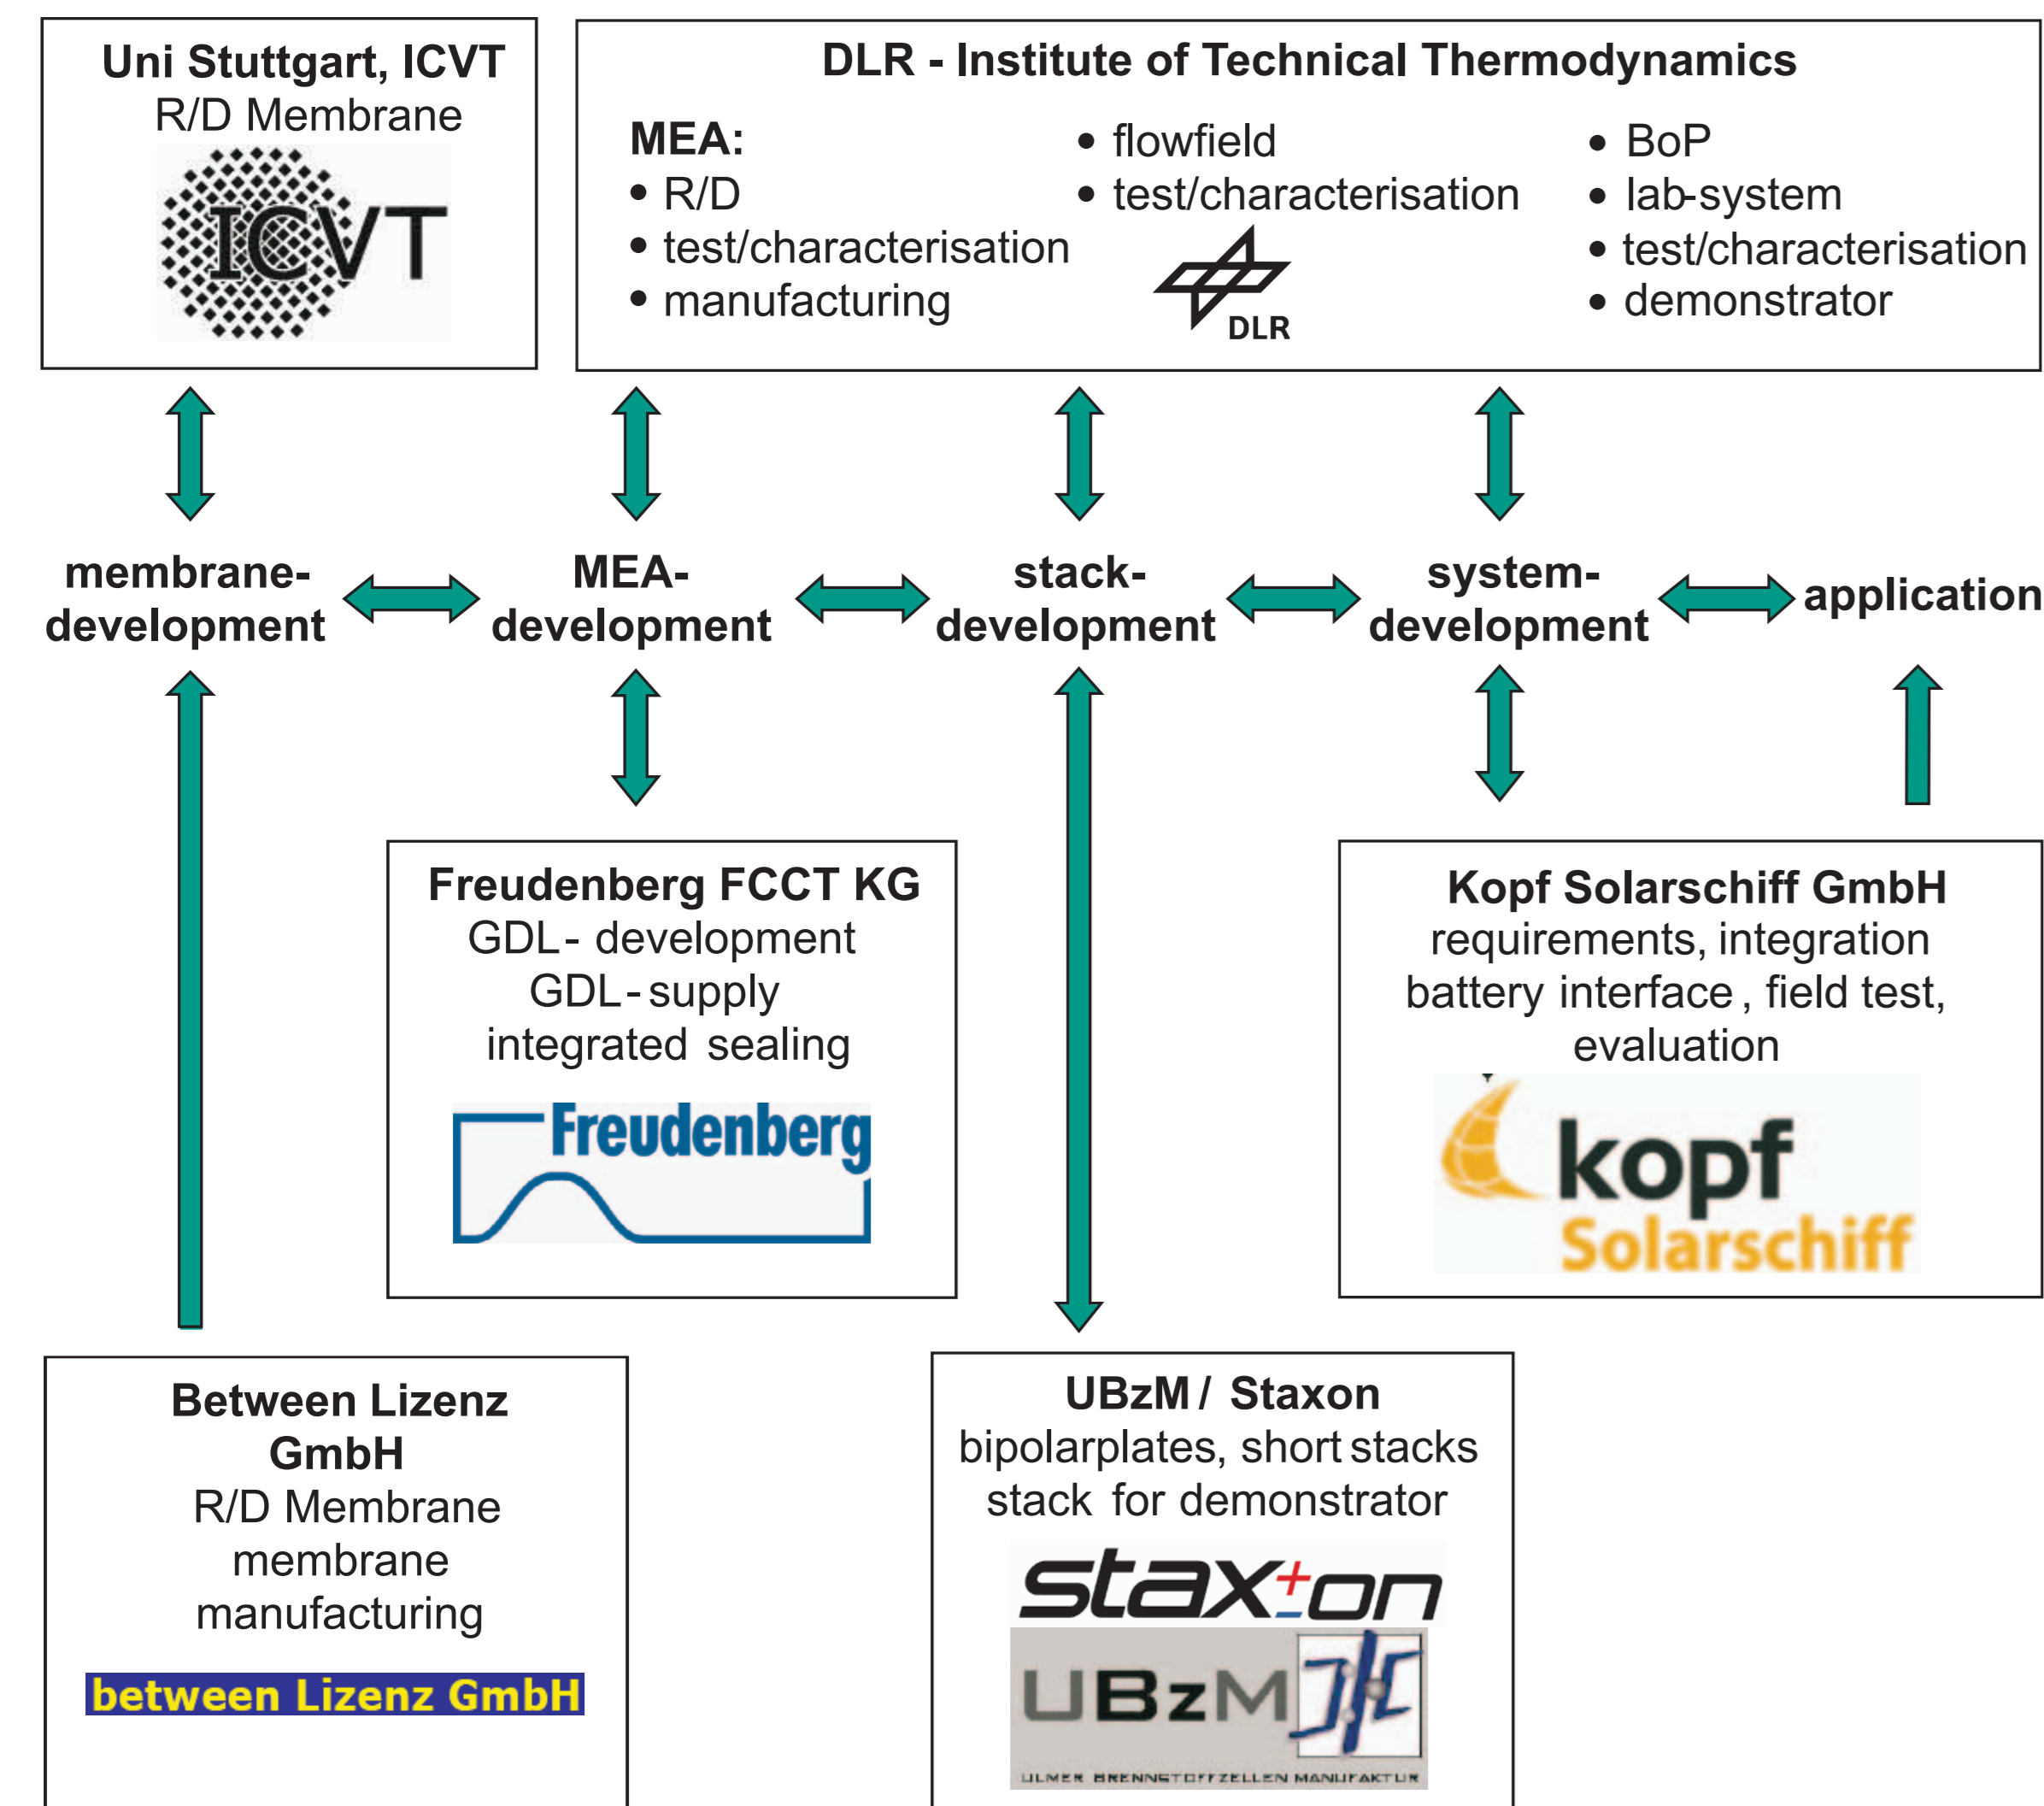 Uni Stuttgart, ICVT
R/D Membrane
ICVT
DLR - Institute of Technical Thermodynamics
MEA:
• R/D
• test/characterisation
• manufacturing
• flowfield
• test/characterisation
DLR
• BoP
• lab-system
• test/characterisation
• demonstrator
membrane-
development
MEA-
development
stack-
development
system-
development
application
Freudenberg FCCT KG
GDL- development
GDL-supply
integrated sealing
Freudenberg
Kopf Solarschiff GmbH
requirements, integration
battery interface, field test,
evaluation
kopf
Solarschiff
Between Lizenz
GmbH
R/D Membrane
membrane
manufacturing
between Lizenz GmbH
UBzM / Staxon
bipolarplates, short stacks
stack for demonstrator
stax±on
UBzM
ULMER BRENNSTOFFZELLEN MANUFAKTUR